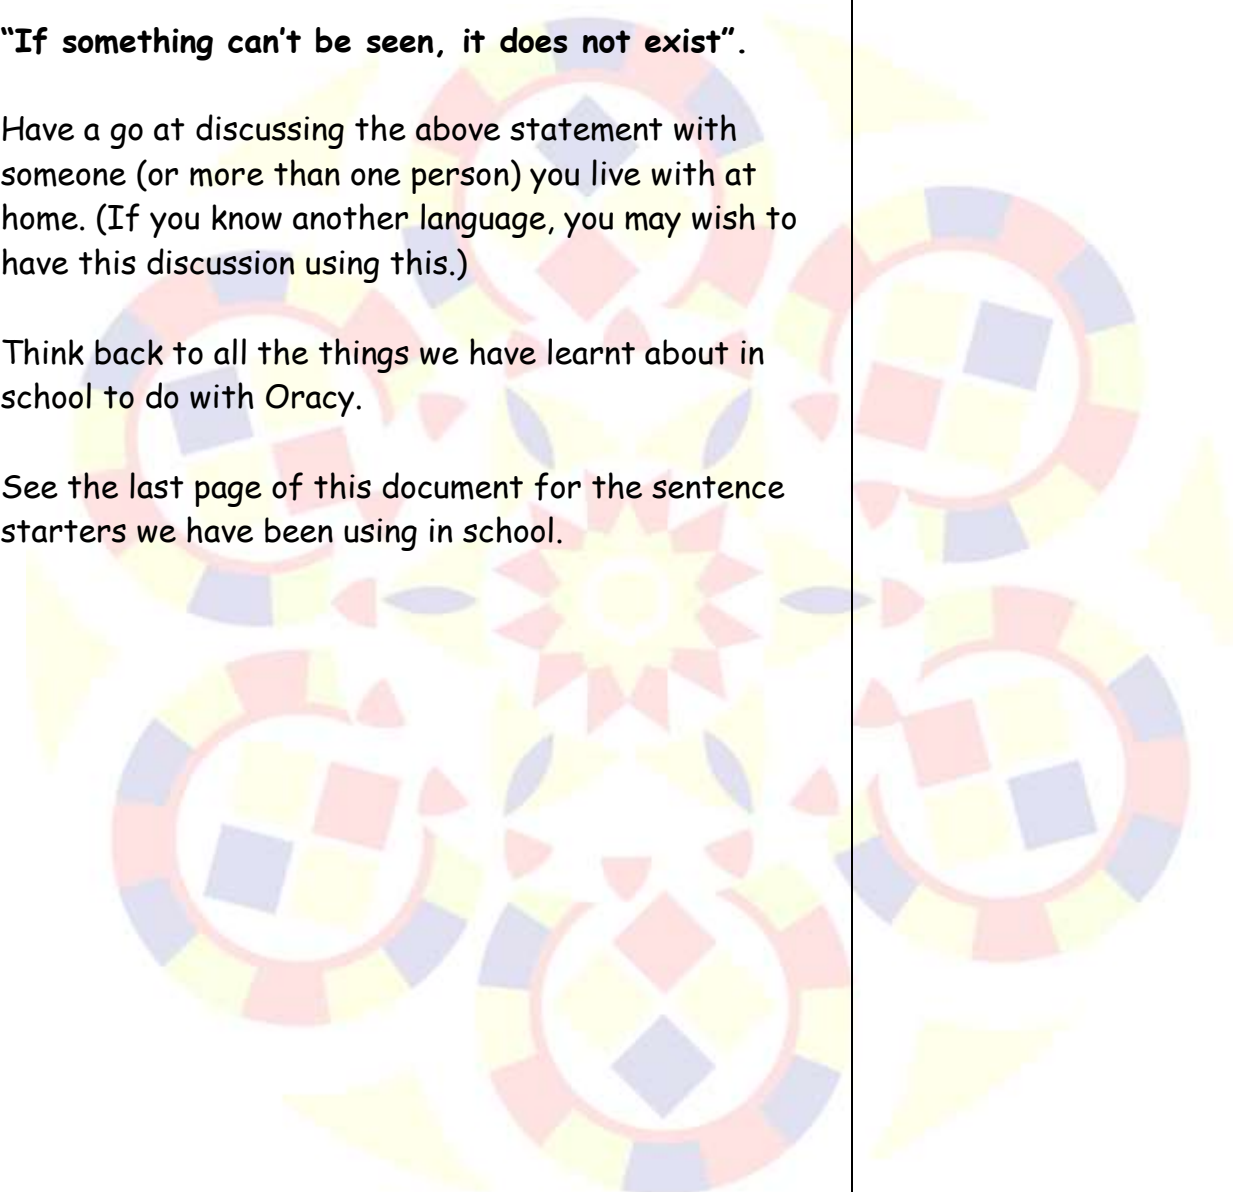 “If something can’t be seen, it does not exist”.
Have a go at discussing the above statement with
someone (or more than one person) you live with at
home. (If you know another language, you may wish to
have this discussion using this.)
Think back to all the things we have learnt about in
school to do with Oracy.
See the last page of this document for the sentence
starters we have been using in school.